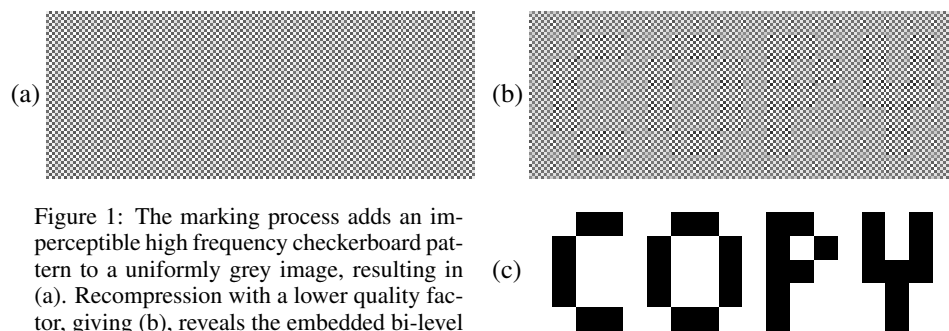 (a)
(b)
Figure 1: The marking process adds an im-
perceptible high frequency checkerboard pat-
tern to a uniformly grey image, resulting in
(a). Recompression with a lower quality fac-
tor, giving (b), reveals the embedded bi-level
(c)
COPY